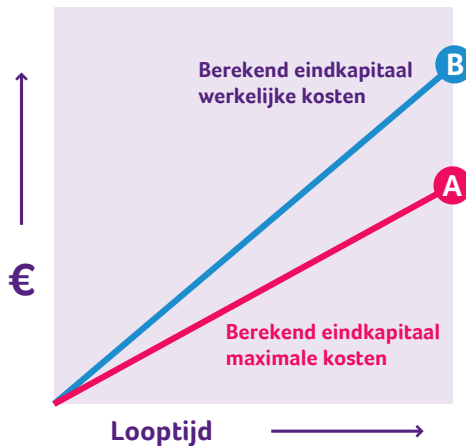 B
Berekend eindkapitaal
werkelijke kosten
A
€
Berekend eindkapitaal
maximale kosten
Looptijd